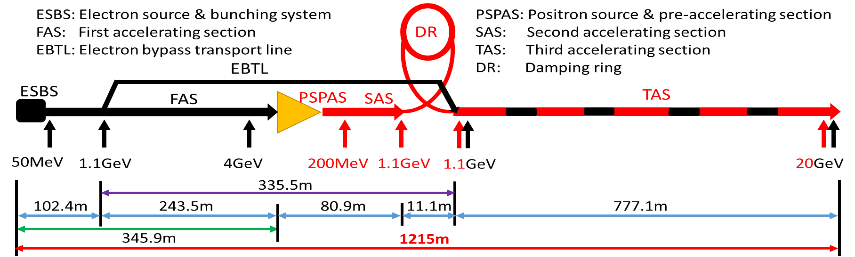 ESBS: Electron source & bunching system
FAS: First accelerating section
EBTL: Electron bypass transport line
PSPAS: Positron source & pre-accelerating section
SAS: Second accelerating section
TAS: Third accelerating section
DR: Damping ring
DR
EBTL
ESBS
FAS
PSPAS
SAS
TAS
50MeV
1.1GeV
4GeV
200MeV
1.1GeV
1.1GeV
20GeV
335.5m
102.4m
243.5m
80.9m
11.1m
777.1m
345.9m
1215m